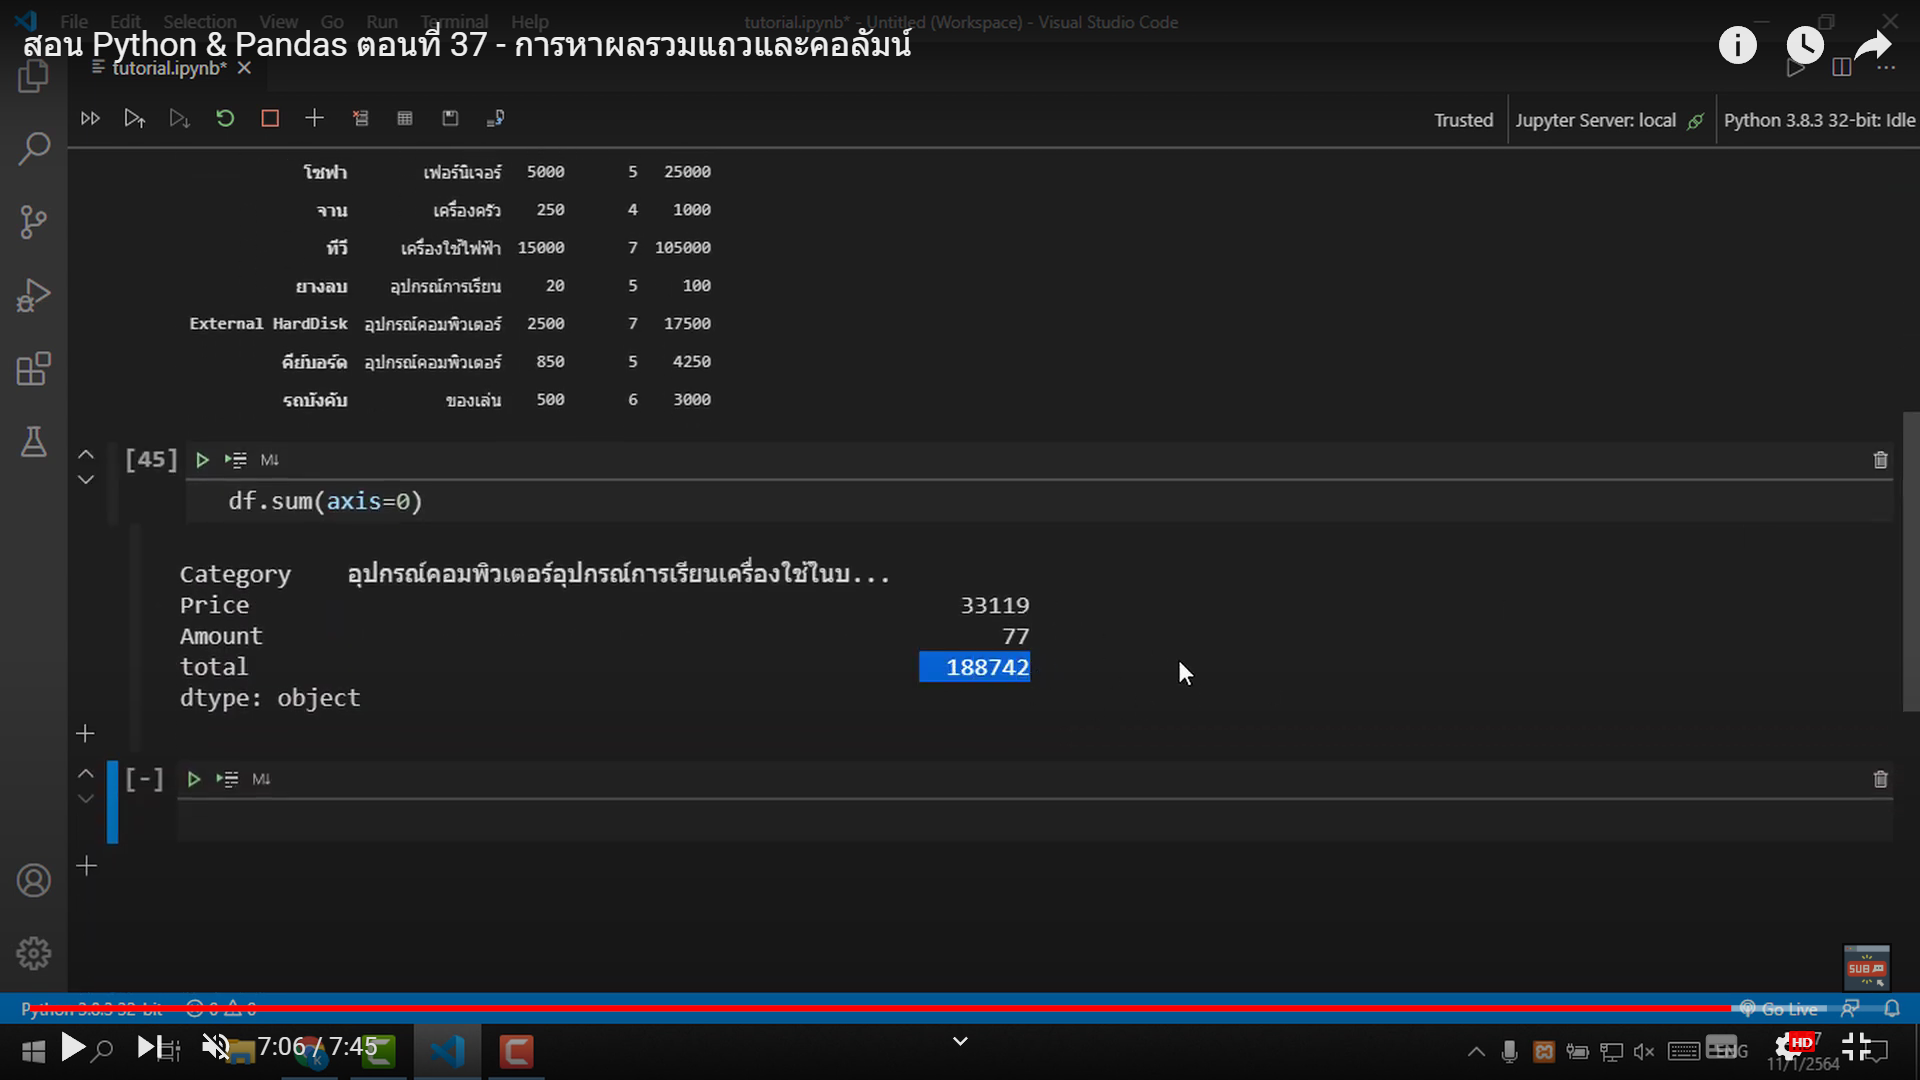 File Edit Selection View Go Run Terminal Help tutorial.ipynb* - Untitled (Workspace) - Visual Studio Code
สอน Python & Pandas ตอนที่ 37 - การหาผลรวมแถวและคอลัมน์
tutorial.ipynb*
Trusted Jupyter Server: local Python 3.8.3 32-bit: Idle
โซฟา เฟอร์นิเจอร์ 5000 5 25000
จาน เครื่องครัว 250 4 1000
ทีวี เครื่องใช้ไฟฟ้า 15000 7 105000
ยางลบ อุปกรณ์การเรียน 20 5 100
External HardDisk อุปกรณ์คอมพิวเตอร์ 2500 7 17500
คีย์บอร์ด อุปกรณ์คอมพิวเตอร์ 850 5 4250
รถบังคับ ของเล่น 500 6 3000
[45] M↓
df.sum(axis=0)
Category อุปกรณ์คอมพิวเตอร์อุปกรณ์การเรียนเครื่องใช้ในบ...
Price 33119
Amount 77
total 188742
dtype: object
[-] M↓
SUB
Python 3.8.3 32-bit 0 0 Go Live
7:06 / 7:45
ENG HD
11/1/2564